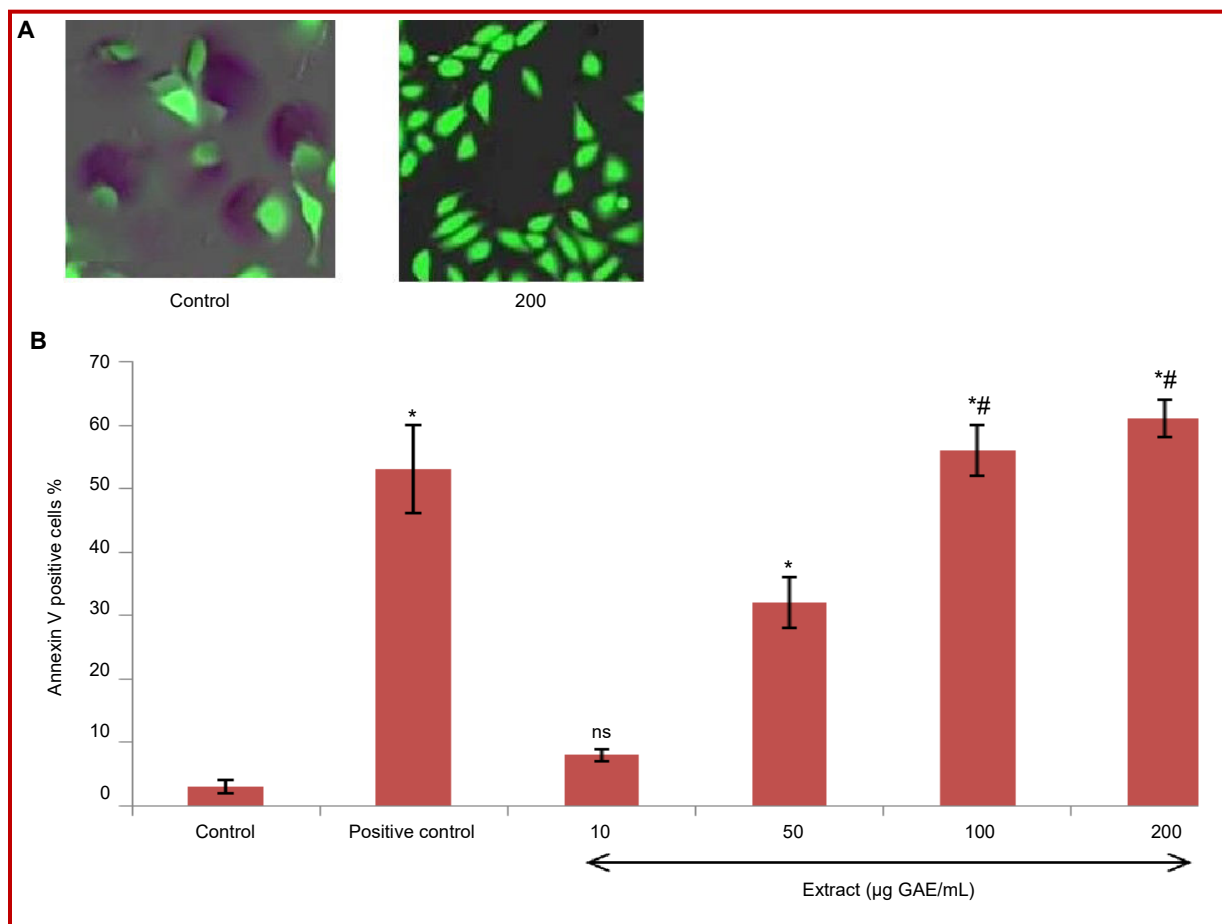 A
Control 200
B
70
60
50
40
30
20
10
0
Annexin V positive cells %
*
ns
*
*#
*#
Control Positive control 10 50 100 200
Extract (µg GAE/mL)